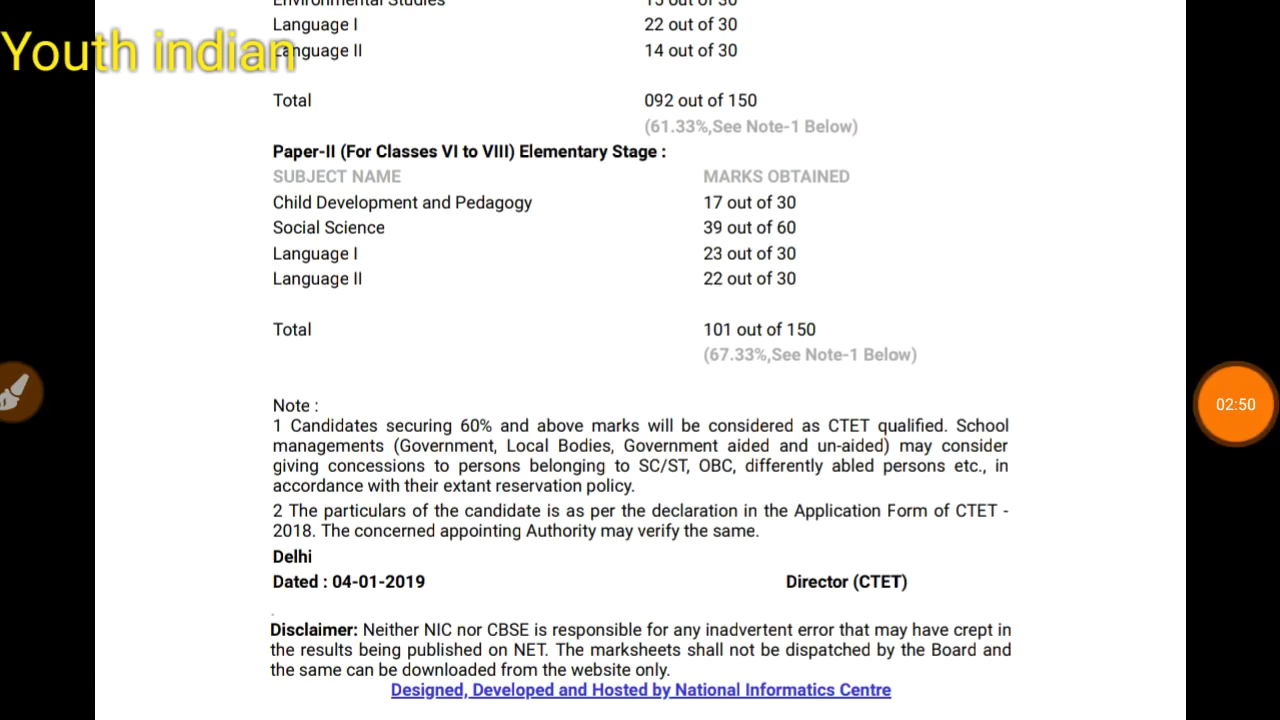 Environmental Studies 13 out of 30
Language I 22 out of 30
Youth indian
Language II 14 out of 30
Total 092 out of 150
(61.33%,See Note-1 Below)
Paper-II (For Classes VI to VIII) Elementary Stage :
SUBJECT NAME MARKS OBTAINED
Child Development and Pedagogy 17 out of 30
Social Science 39 out of 60
Language I 23 out of 30
Language II 22 out of 30
Total 101 out of 150
(67.33%,See Note-1 Below)
02:50
Note :
1 Candidates securing 60% and above marks will be considered as CTET qualified. School
managements (Government, Local Bodies, Government aided and un-aided) may consider
giving concessions to persons belonging to SC/ST, OBC, differently abled persons etc., in
accordance with their extant reservation policy.
2 The particulars of the candidate is as per the declaration in the Application Form of CTET -
2018. The concerned appointing Authority may verify the same.
Delhi
Dated : 04-01-2019 Director (CTET)
Disclaimer: Neither NIC nor CBSE is responsible for any inadvertent error that may have crept in
the results being published on NET. The marksheets shall not be dispatched by the Board and
the same can be downloaded from the website only.
Designed, Developed and Hosted by National Informatics Centre